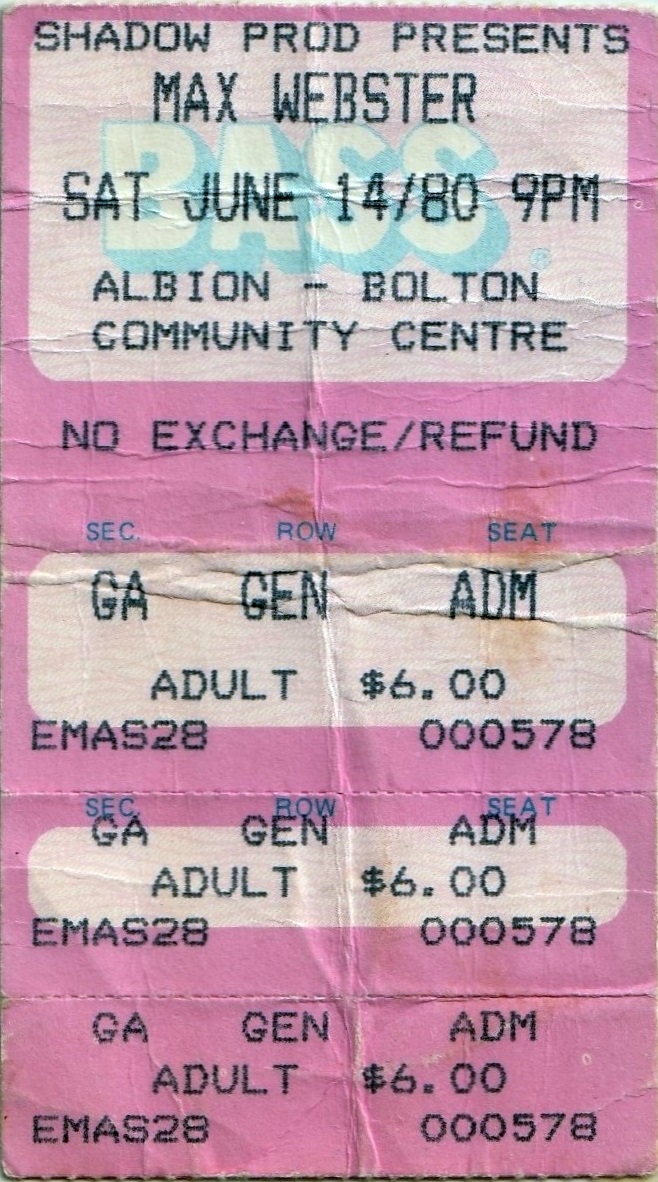 SHADOW PROD PRESENTS
MAX WEBSTER
BASS
SAT JUNE 14/80 9PM
®
ALBION - BOLTON
COMMUNITY CENTRE
NO EXCHANGE/REFUND
SEC. ROW SEAT
GA GEN ADM
ADULT $6.00
EMAS28 000578
SEC. ROW SEAT
GA GEN ADM
ADULT $6.00
EMAS28 000578
GA GEN ADM
ADULT $6.00
EMAS28 000578